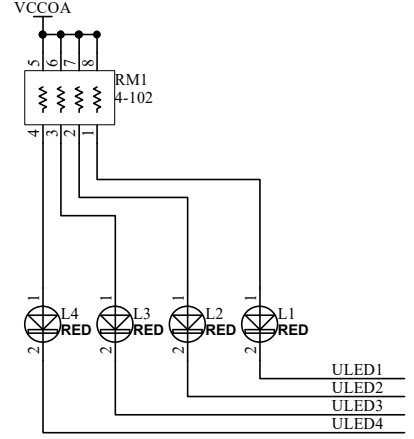 VCCOA
5 6 7 8
RM1
4-102
4 3 2 1
1 1 1 1
L4 L3 L2 L1
RED RED RED RED
2 2 2 2
ULED1
ULED2
ULED3
ULED4